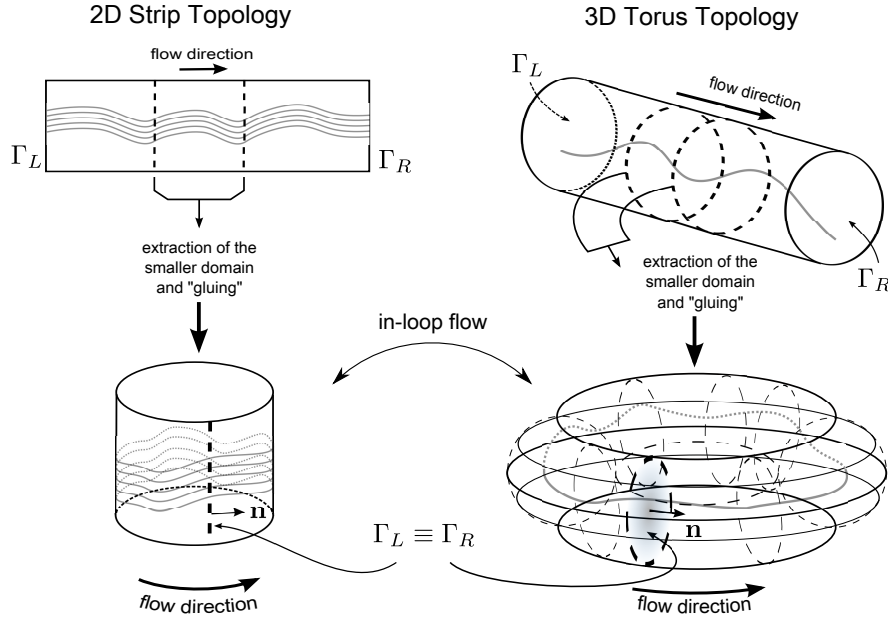 2D Strip Topology
flow direction
Γ_L
Γ_R
extraction of the
smaller domain
and "gluing"
n
flow direction
3D Torus Topology
Γ_L
flow direction
Γ_R
extraction of the
smaller domain
and "gluing"
in-loop flow
n
Γ_L ≡ Γ_R
flow direction